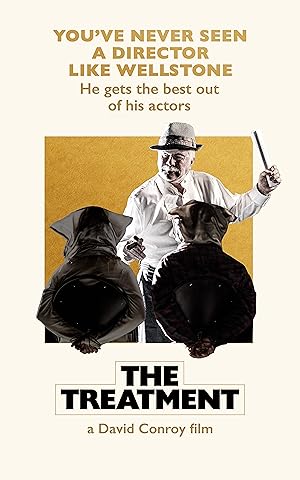 YOU'VE NEVER SEEN
A DIRECTOR
LIKE WELLSTONE
He gets the best out
of his actors
THE
TREATMENT
a David Conroy film